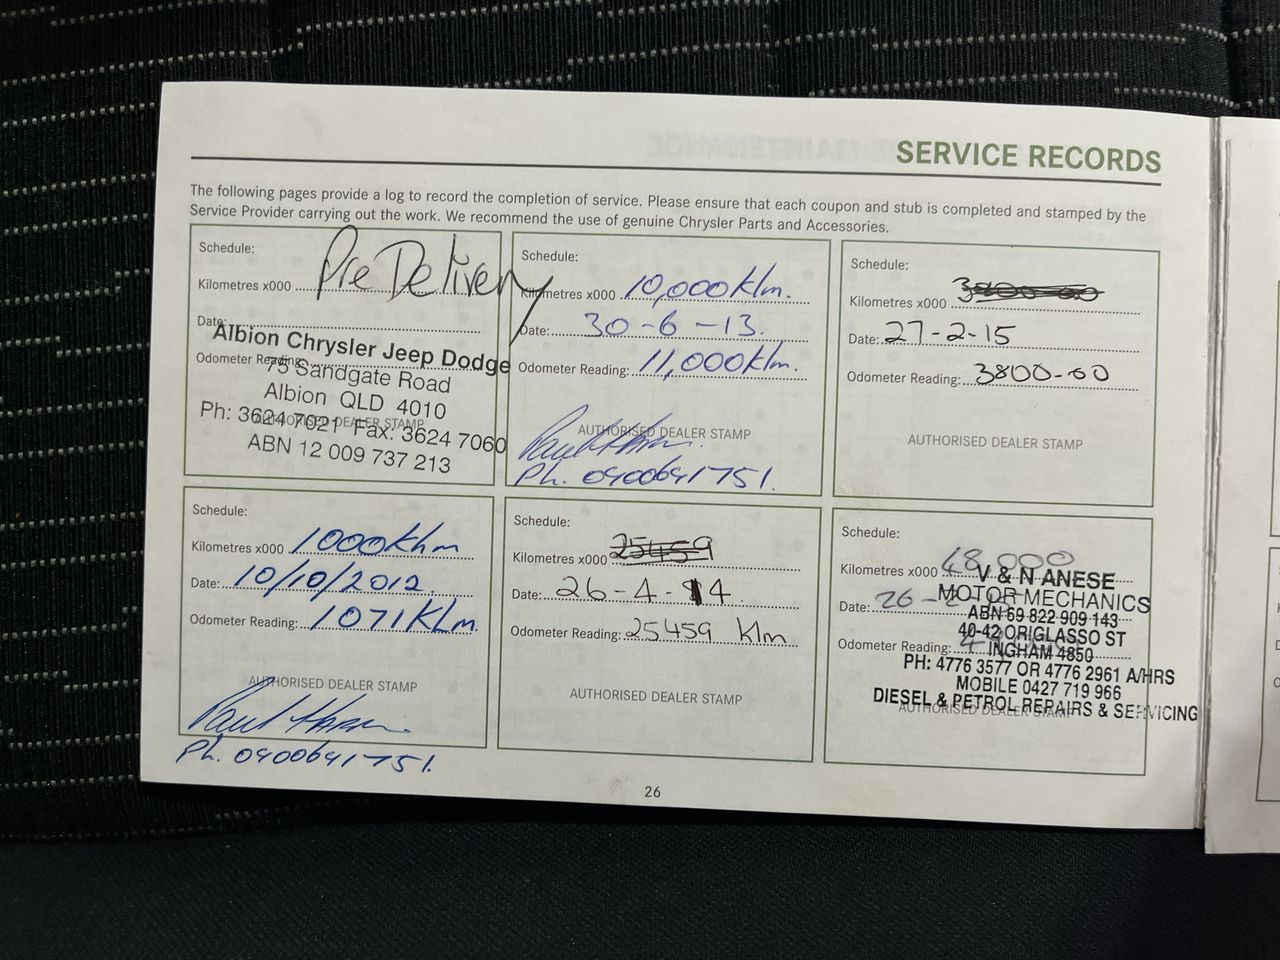 SERVICE RECORDS
The following pages provide a log to record the completion of service. Please ensure that each coupon and stub is completed and stamped by the
Service Provider carrying out the work. We recommend the use of genuine Chrysler Parts and Accessories.
Schedule:
Pre Delivery
Kilometres x000
Date:
Odometer Reading:
Albion Chrysler Jeep Dodge
75 Sandgate Road
Albion QLD 4010
Ph: 3624 7021 Fax: 3624 7060
ABN 12 009 737 213
AUTHORISED DEALER STAMP
Schedule:
Kilometres x000 10,000 klm.
Date: 30-6-13.
Odometer Reading: 11,000 klm.
AUTHORISED DEALER STAMP
Ph. 0400691751.
Schedule:
Kilometres x000
Date: 27-2-15
Odometer Reading: 3800-00
AUTHORISED DEALER STAMP
Schedule:
Kilometres x000 1000 Khm
Date: 10/10/2012.
Odometer Reading: 1071 KLm.
AUTHORISED DEALER STAMP
Ph. 0400691751.
Schedule:
Kilometres x000 25459
Date: 26-4-14
Odometer Reading: 25459 klm
AUTHORISED DEALER STAMP
Schedule:
Kilometres x000 48,000
Date: 26-
Odometer Reading:
V & N ANESE
MOTOR MECHANICS
ABN 69 822 909 143
40-42 ORIGLASSO ST
INGHAM 4850
PH: 4776 3577 OR 4776 2961 A/HRS
MOBILE 0427 719 966
DIESEL & PETROL REPAIRS & SERVICING
AUTHORISED DEALER STAMP
26